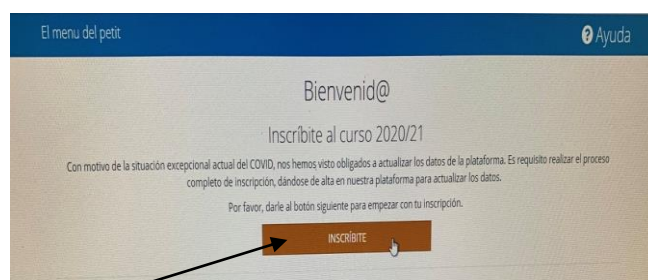 El menu del petit
Ayuda
Bienvenid@
Inscríbite al curso 2020/21
Con motivo de la situación excepcional actual del COVID, nos hemos visto obligados a actualizar los datos de la plataforma. Es requisito realizar el proceso
completo de inscripción, dándose de alta en nuestra plataforma para actualizar los datos.
Por favor, darle al botón siguiente para empezar con tu inscripción.
INSCRÍBITE